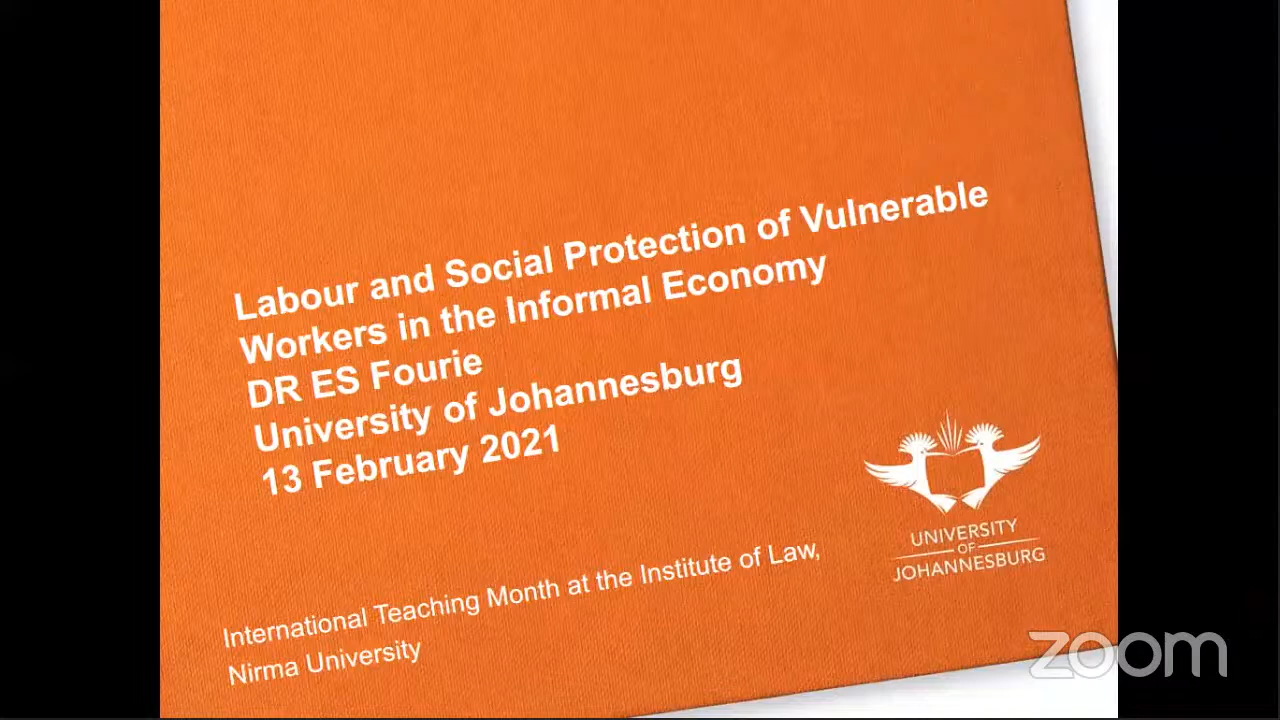 Labour and Social Protection of Vulnerable
Workers in the Informal Economy
DR ES Fourie
University of Johannesburg
13 February 2021
UNIVERSITY
OF
JOHANNESBURG
International Teaching Month at the Institute of Law,
Nirma University
zoom